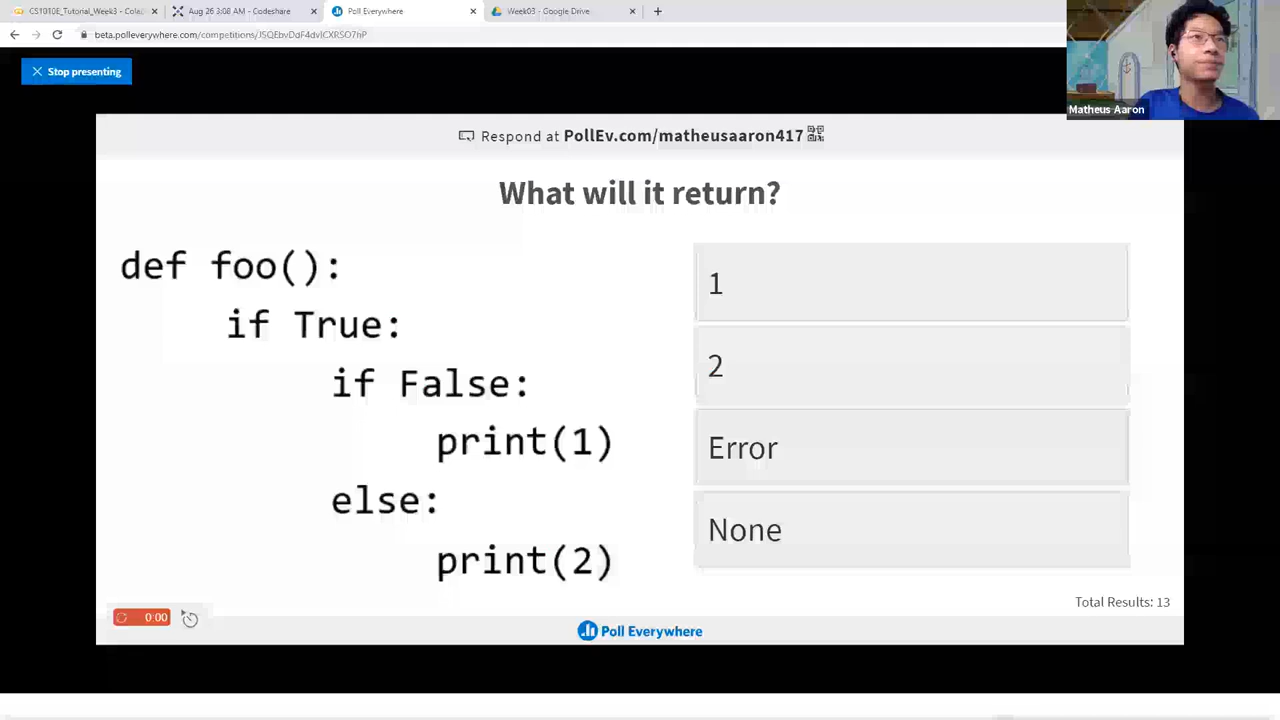 CS1010E_Tutorial_Week3 - Cola
Aug 26 3:08 AM - Codeshare
Poll Everywhere
Week03 - Google Drive
Stop presenting
Matheus Aaron
Respond at PollEv.com/matheusaaron417
What will it return?
def foo():
if True:
if False:
print(1)
else:
print(2)
1
2
Error
None
Total Results: 13
0:00
Poll Everywhere